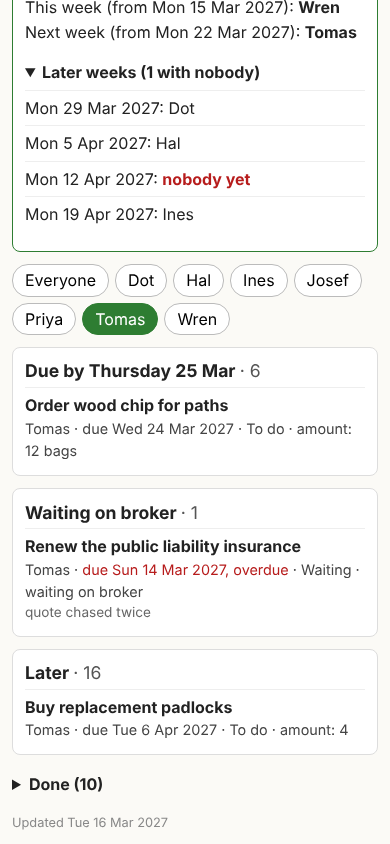 This week (from Mon 15 Mar 2027): Wren
Next week (from Mon 22 Mar 2027): Tomas
▼ Later weeks (1 with nobody)
Mon 29 Mar 2027: Dot
Mon 5 Apr 2027: Hal
Mon 12 Apr 2027: nobody yet
Mon 19 Apr 2027: Ines
Everyone Dot Hal Ines Josef
Priya Tomas Wren
Due by Thursday 25 Mar · 6
Order wood chip for paths
Tomas · due Wed 24 Mar 2027 · To do · amount:
12 bags
Waiting on broker · 1
Renew the public liability insurance
Tomas · due Sun 14 Mar 2027, overdue · Waiting ·
waiting on broker
quote chased twice
Later · 16
Buy replacement padlocks
Tomas · due Tue 6 Apr 2027 · To do · amount: 4
▶ Done (10)
Updated Tue 16 Mar 2027